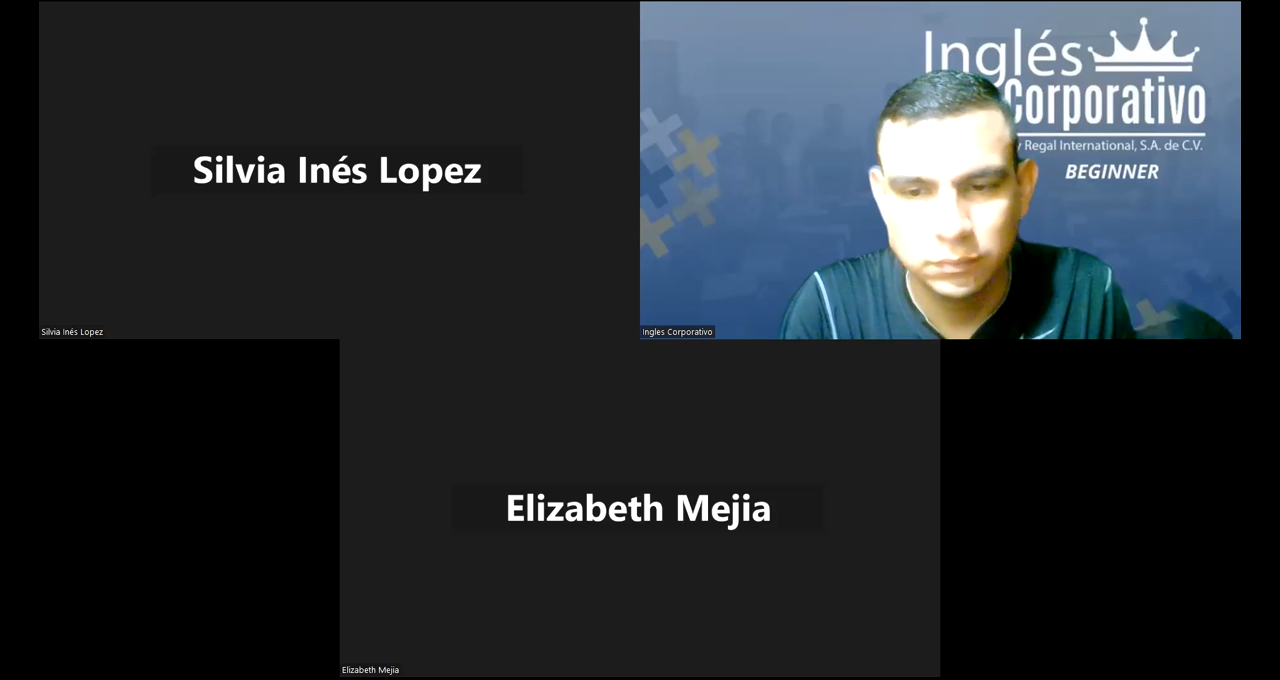 Silvia Inés Lopez
Silvia Inés Lopez
Inglés
Corporativo
Regal International, S.A. de C.V.
BEGINNER
Ingles Corporativo
Elizabeth Mejia
Elizabeth Mejia